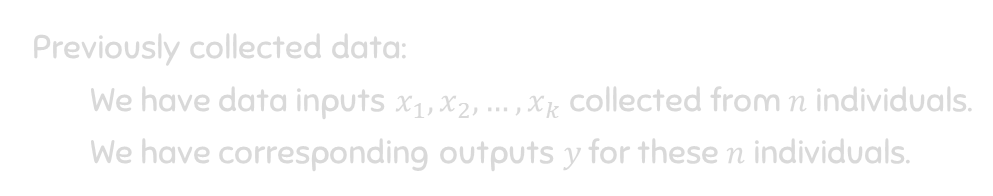 Previously collected data:
We have data inputs x₁, x₂, … , xₖ collected from n individuals.
We have corresponding outputs y for these n individuals.